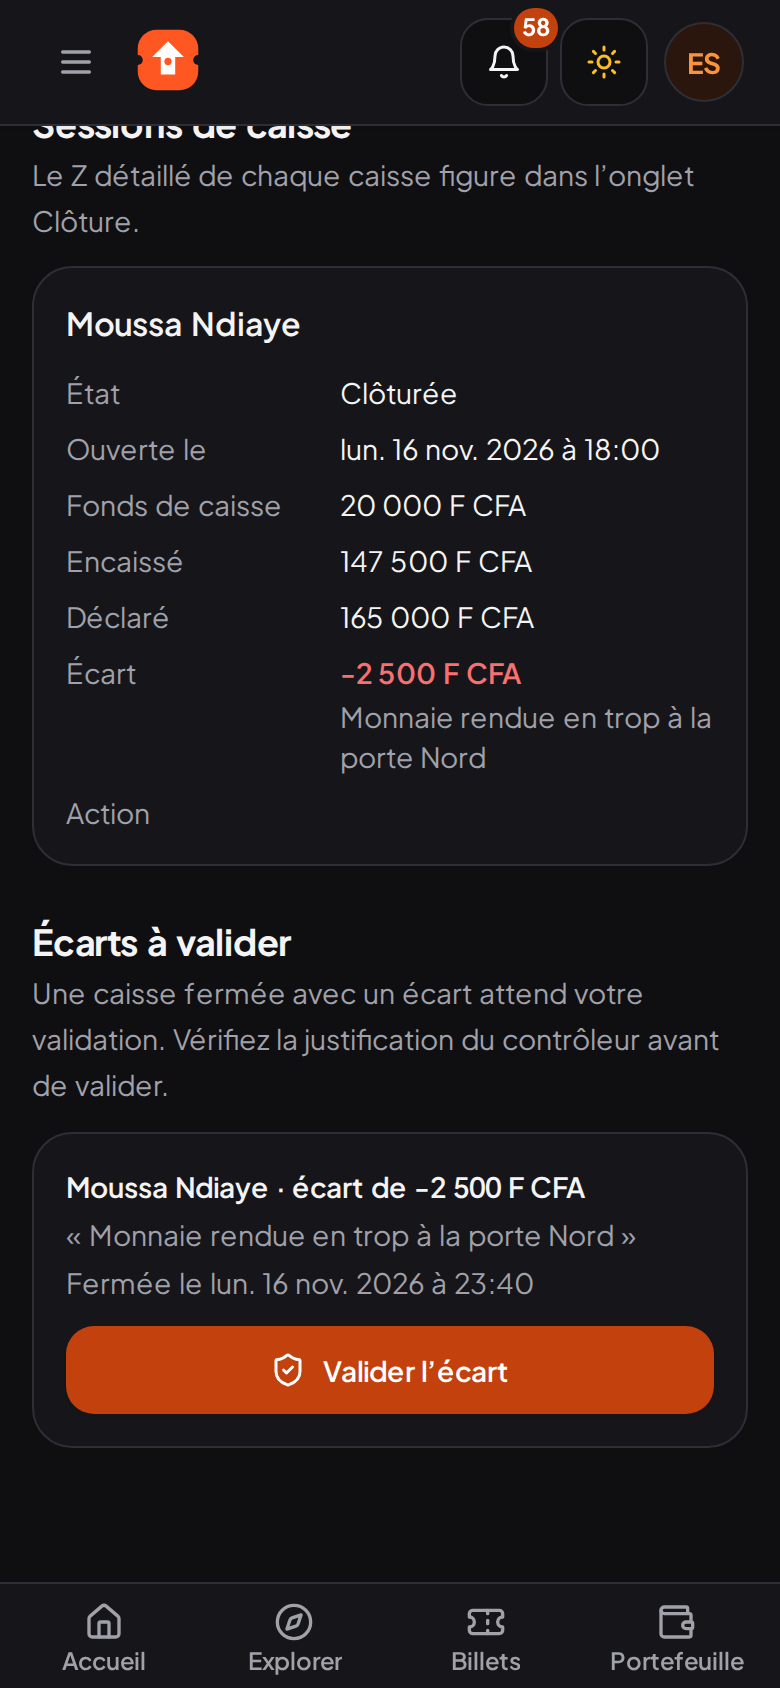 58
ES
Sessions de caisse
Le Z détaillé de chaque caisse figure dans l’onglet
Clôture.
Moussa Ndiaye
État Clôturée
Ouverte le lun. 16 nov. 2026 à 18:00
Fonds de caisse 20 000 F CFA
Encaissé 147 500 F CFA
Déclaré 165 000 F CFA
Écart -2 500 F CFA
Monnaie rendue en trop à la
porte Nord
Action
Écarts à valider
Une caisse fermée avec un écart attend votre
validation. Vérifiez la justification du contrôleur avant
de valider.
Moussa Ndiaye · écart de -2 500 F CFA
« Monnaie rendue en trop à la porte Nord »
Fermée le lun. 16 nov. 2026 à 23:40
Valider l’écart
Accueil Explorer Billets Portefeuille